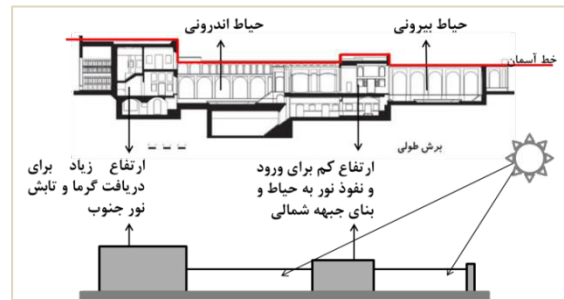 حیاط بیرونی
حیاط اندرونی
خط آسمان
برش طولی
ارتفاع کم برای ورود
و نفوذ نور به حیاط و
بنای جبهه شمالی
ارتفاع زیاد برای
دریافت گرما و تابش
نور جنوب